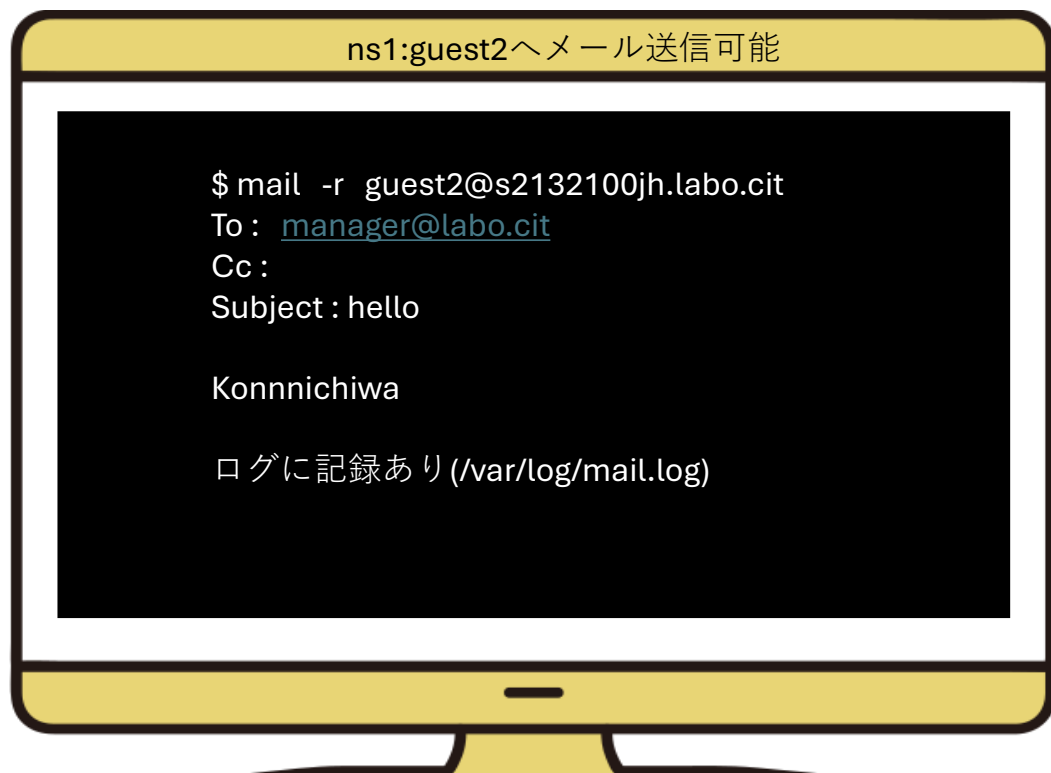 ns1:guest2へメール送信可能
$ mail -r guest2@s2132100jh.labo.cit
To : manager@labo.cit
Cc :
Subject : hello
Konnnichiwa
ログに記録あり(/var/log/mail.log)